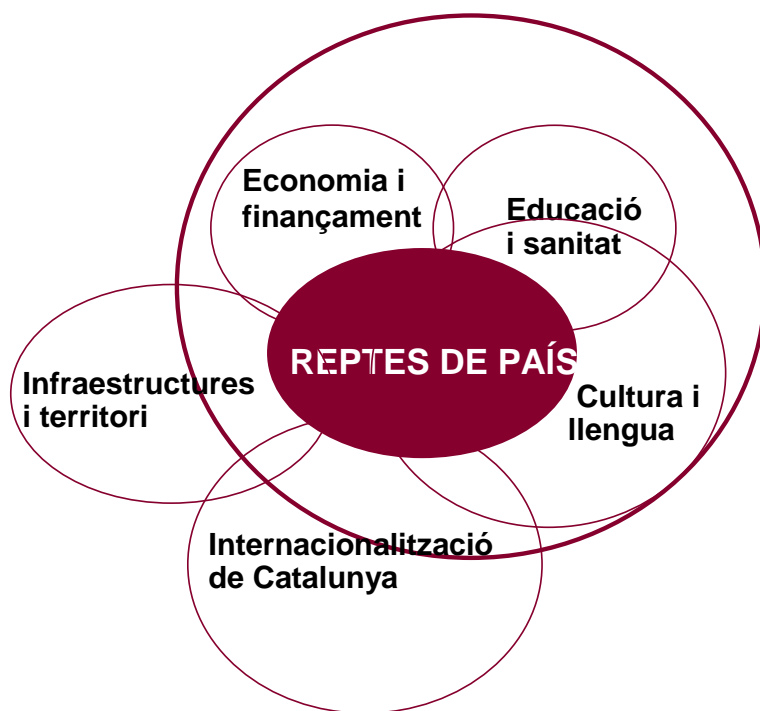 Economia i
finançament
Educació
i sanitat
REPTES DE PAÍS
Infraestructures
i territori
Cultura i
llengua
Internacionalització
de Catalunya